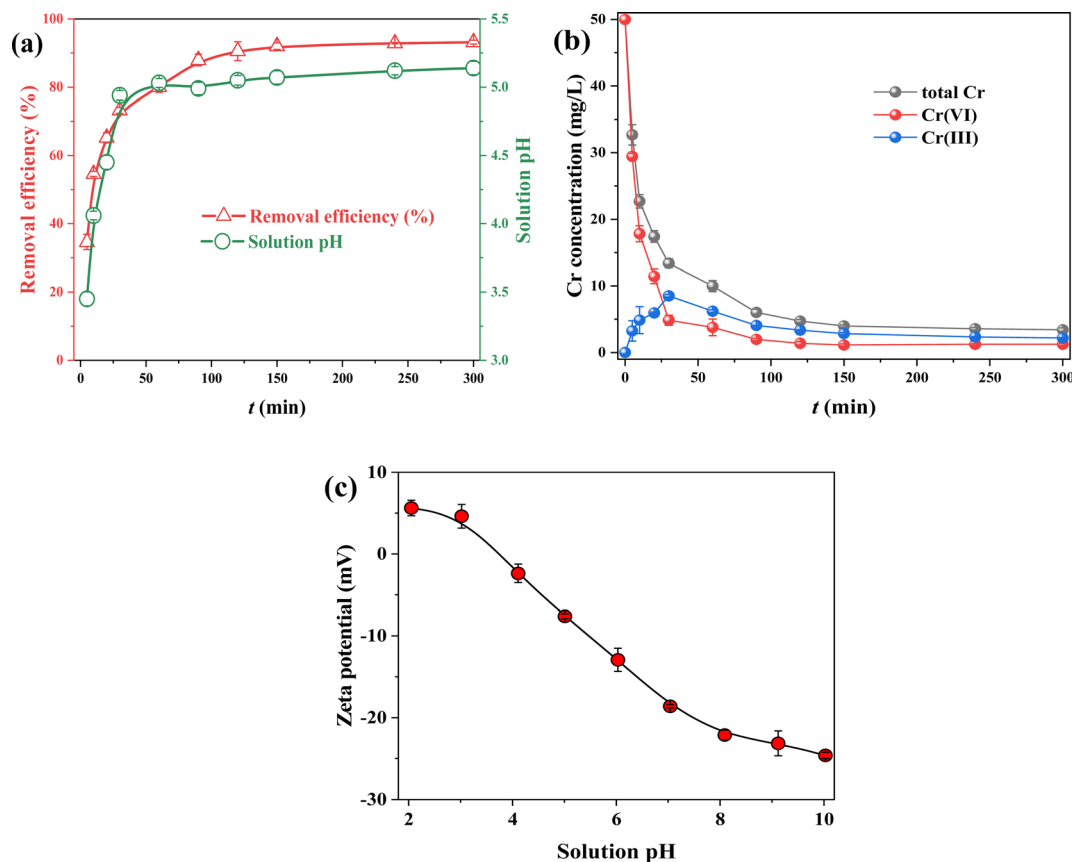 (a)
Removal efficiency (%)
100
80
60
40
20
0
Solution pH
5.5
5.0
4.5
4.0
3.5
3.0
Removal efficiency (%)
Solution pH
0 50 100 150 200 250 300
t (min)
(b)
Cr concentration (mg/L)
50
40
30
20
10
0
total Cr
Cr(VI)
Cr(III)
0 50 100 150 200 250 300
t (min)
(c)
Zeta potential (mV)
10
0
-10
-20
-30
2 4 6 8 10
Solution pH